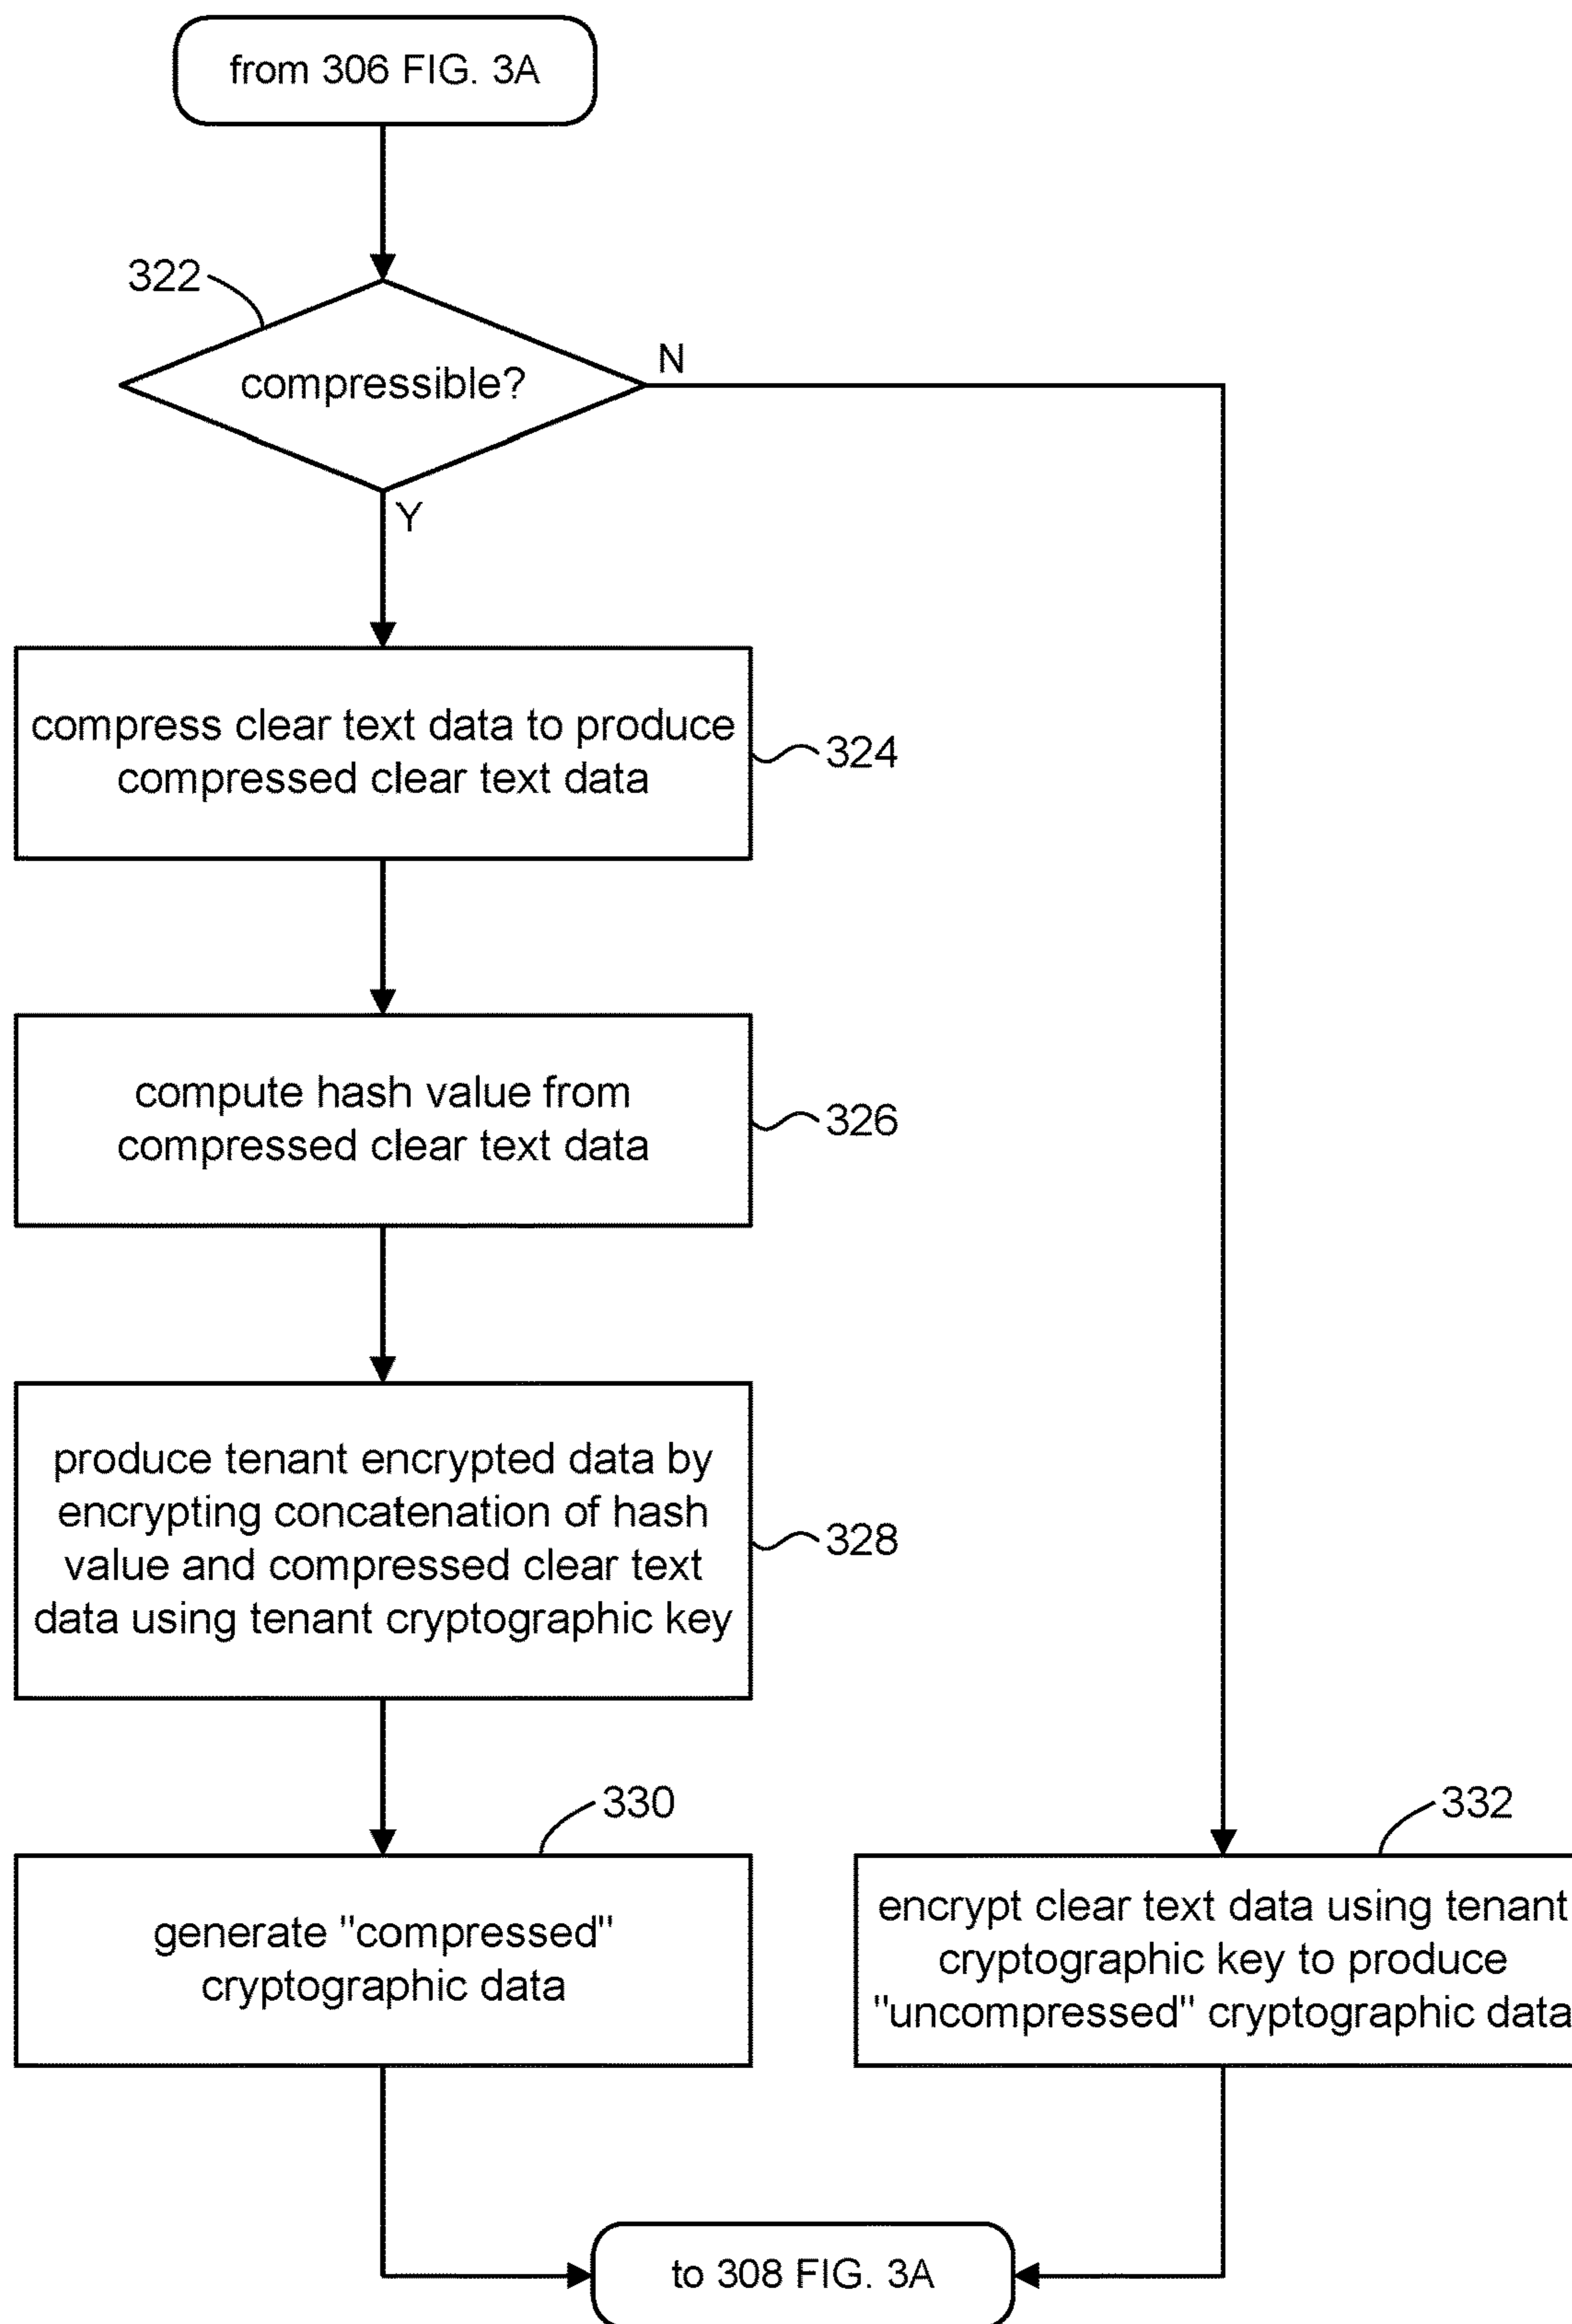 from 306 FIG. 3A
322
compressible?
N
Y
compress clear text data to produce
compressed clear text data
324
compute hash value from
compressed clear text data
326
produce tenant encrypted data by
encrypting concatenation of hash
value and compressed clear text
data using tenant cryptographic key
328
330
generate "compressed"
cryptographic data
332
encrypt clear text data using tenant
cryptographic key to produce
"uncompressed" cryptographic data
to 308 FIG. 3A